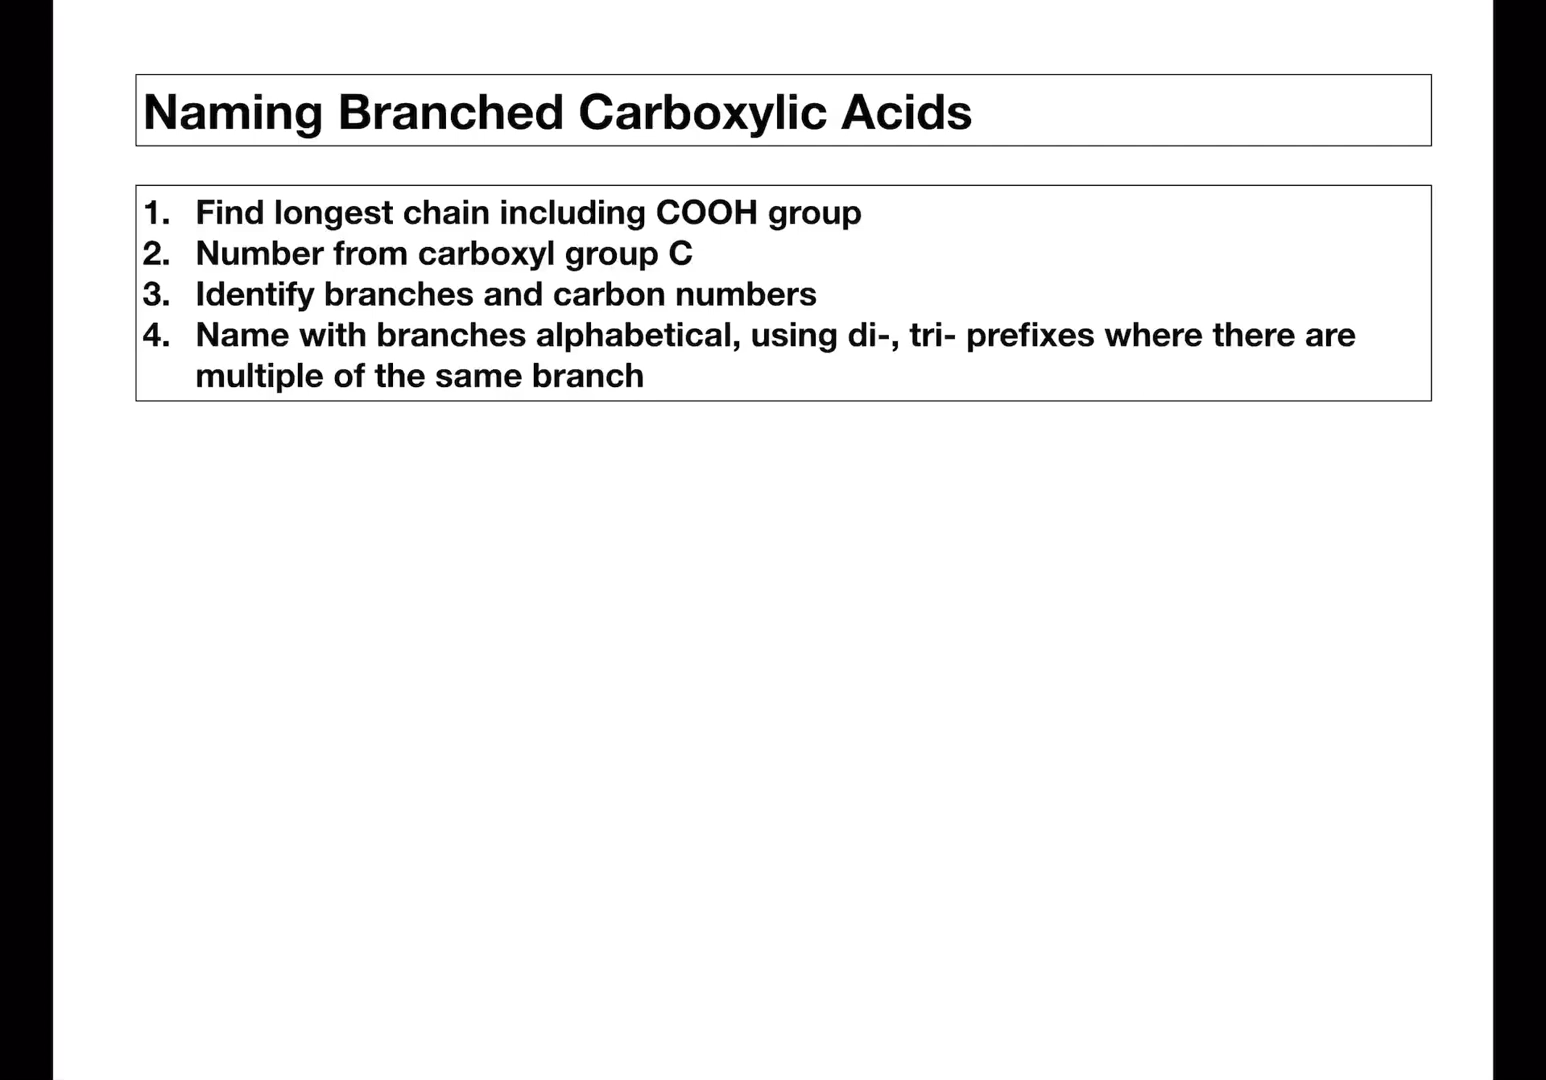 Naming Branched Carboxylic Acids
1. Find longest chain including COOH group
2. Number from carboxyl group C
3. Identify branches and carbon numbers
4. Name with branches alphabetical, using di-, tri- prefixes where there are
multiple of the same branch